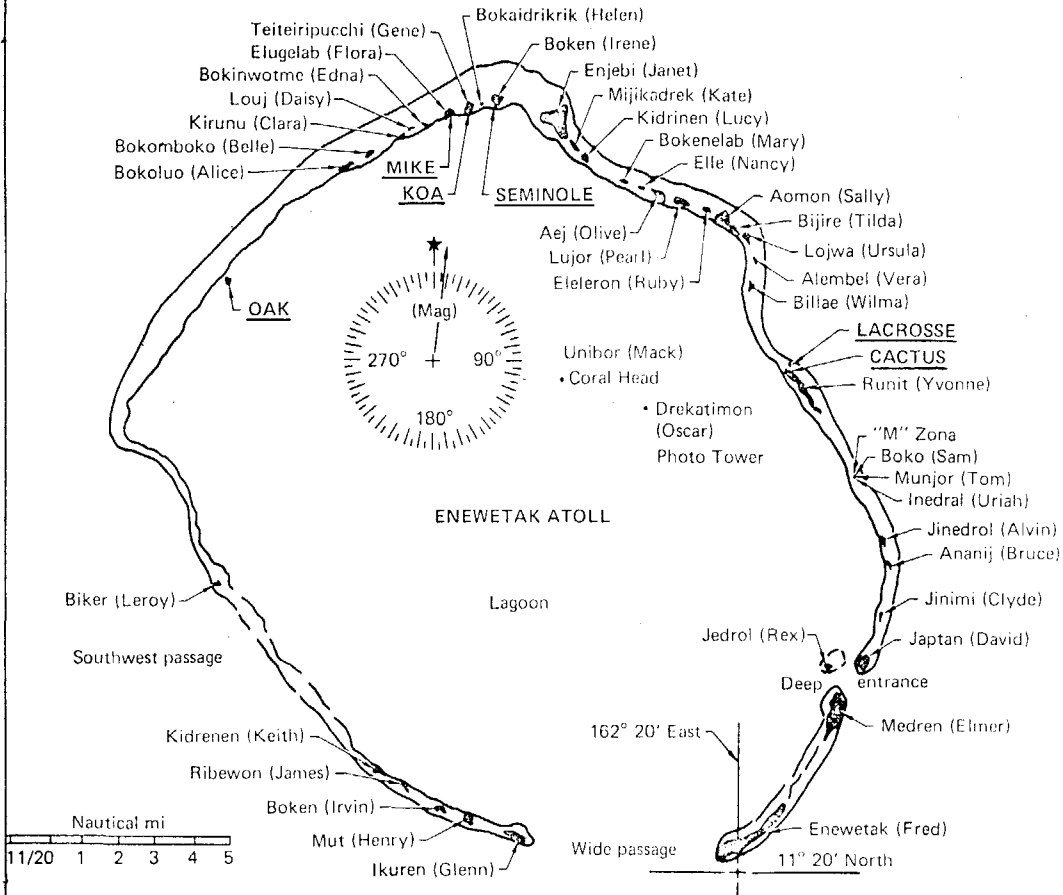 Bokaidrikrik (Helen)
Teiteiripucchi (Gene)
Elugelab (Flora)
Bokinwotme (Edna)
Louj (Daisy)
Kirunu (Clara)
Bokomboko (Belle)
Bokoluo (Alice)
Boken (Irene)
Enjebi (Janet)
Mijikadrek (Kate)
Kidrinen (Lucy)
Bokenelab (Mary)
Elle (Nancy)
MIKE
KOA
SEMINOLE
Aomon (Sally)
Bijire (Tilda)
Lojwa (Ursula)
Alembel (Vera)
Billae (Wilma)
Aej (Olive)
Lujor (Pearl)
Eleleron (Ruby)
OAK
(Mag)
270°
90°
180°
Unibor (Mack)
Coral Head
Drekatimon
(Oscar)
Photo Tower
LACROSSE
CACTUS
Runit (Yvonne)
"M" Zona
Boko (Sam)
Munjor (Tom)
Inedral (Uriah)
ENEWETAK ATOLL
Jinedrol (Alvin)
Ananij (Bruce)
Biker (Leroy)
Lagoon
Jinimi (Clyde)
Southwest passage
Jedrol (Rex)
Japtan (David)
Deep entrance
Medren (Elmer)
162° 20' East
Kidrenen (Keith)
Ribewon (James)
Boken (Irvin)
Mut (Henry)
Ikuren (Glenn)
Nautical mi
11/20 1 2 3 4 5
Wide passage
Enewetak (Fred)
11° 20' North